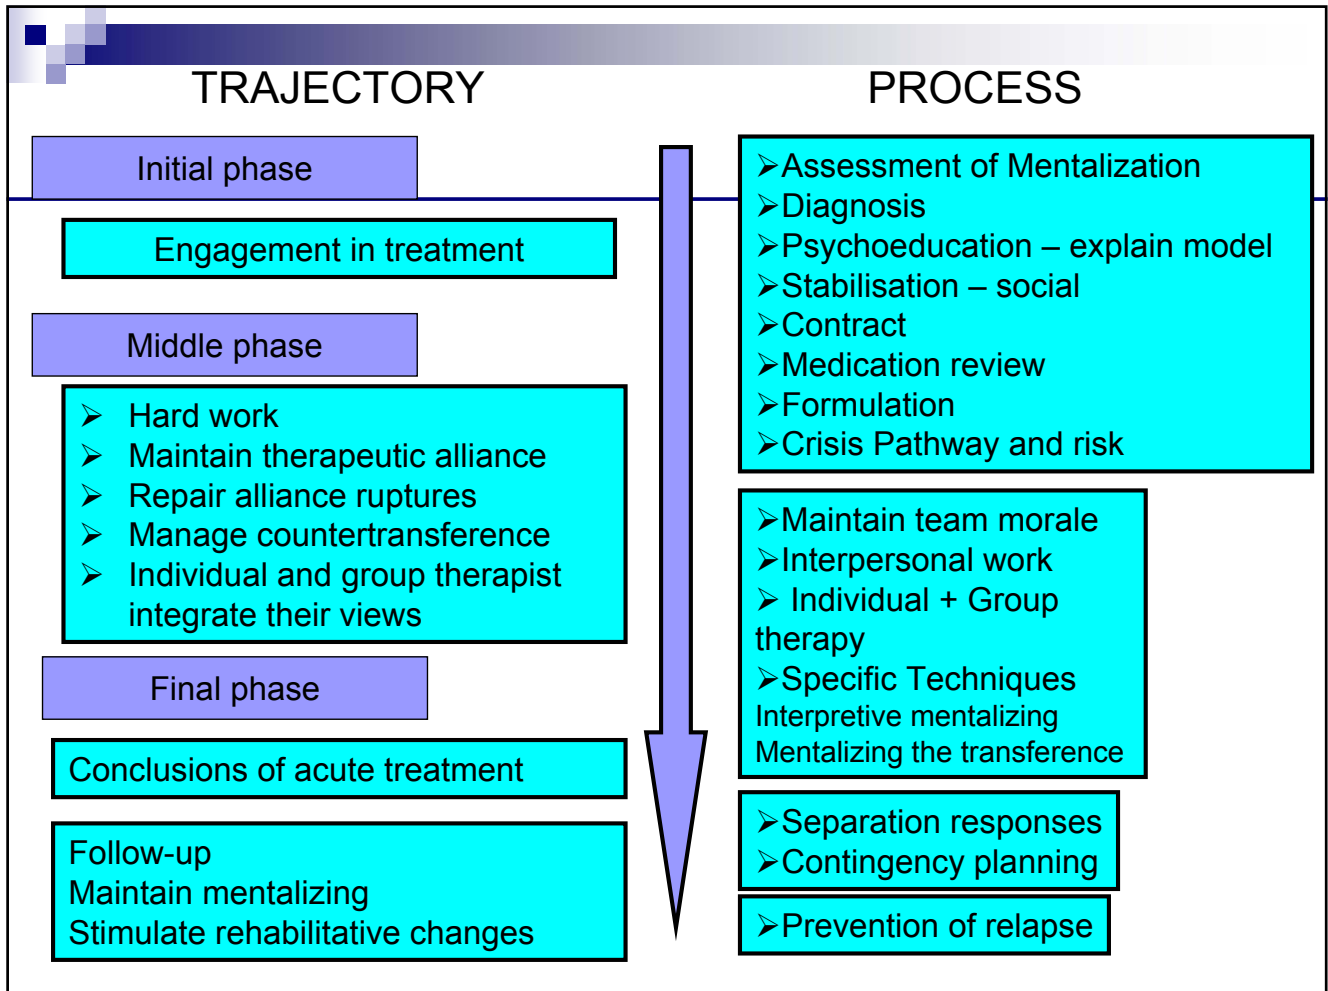 TRAJECTORY
PROCESS
Initial phase
Engagement in treatment
Middle phase
➢ Hard work
➢ Maintain therapeutic alliance
➢ Repair alliance ruptures
➢ Manage countertransference
➢ Individual and group therapist
integrate their views
Final phase
Conclusions of acute treatment
Follow-up
Maintain mentalizing
Stimulate rehabilitative changes
➢Assessment of Mentalization
➢Diagnosis
➢Psychoeducation – explain model
➢Stabilisation – social
➢Contract
➢Medication review
➢Formulation
➢Crisis Pathway and risk
➢Maintain team morale
➢Interpersonal work
➢ Individual + Group
therapy
➢Specific Techniques
Interpretive mentalizing
Mentalizing the transference
➢Separation responses
➢Contingency planning
➢Prevention of relapse